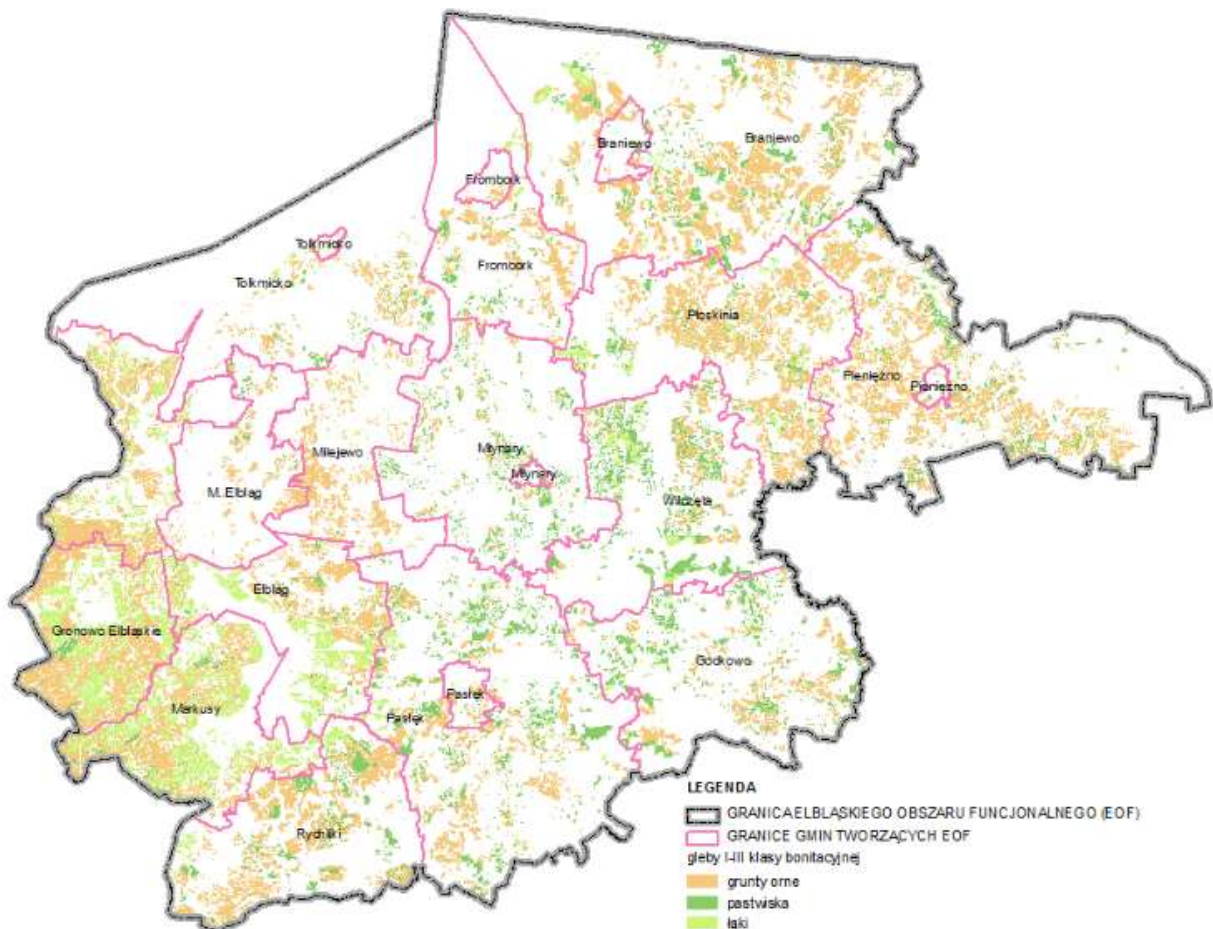 Braniewo
Braniewo
Frombork
Tolkmicko
Tolkmicko
Frombork
Płoskinia
Pieniężno
Pieniężno
Milejewo
Młynary
Młynary
M. Elbląg
Wilczęta
Elbląg
Gronowo Elbląskie
Godkowo
Markusy
Pasłęk
Pasłęk
Rychliki
LEGENDA
GRANICA ELBLĄSKIEGO OBSZARU FUNCJONALNEGO (EOF)
GRANICE GMIN TWORZĄCYCH EOF
gleby I-III klasy bonitacyjnej
grunty orne
pastwiska
łąki